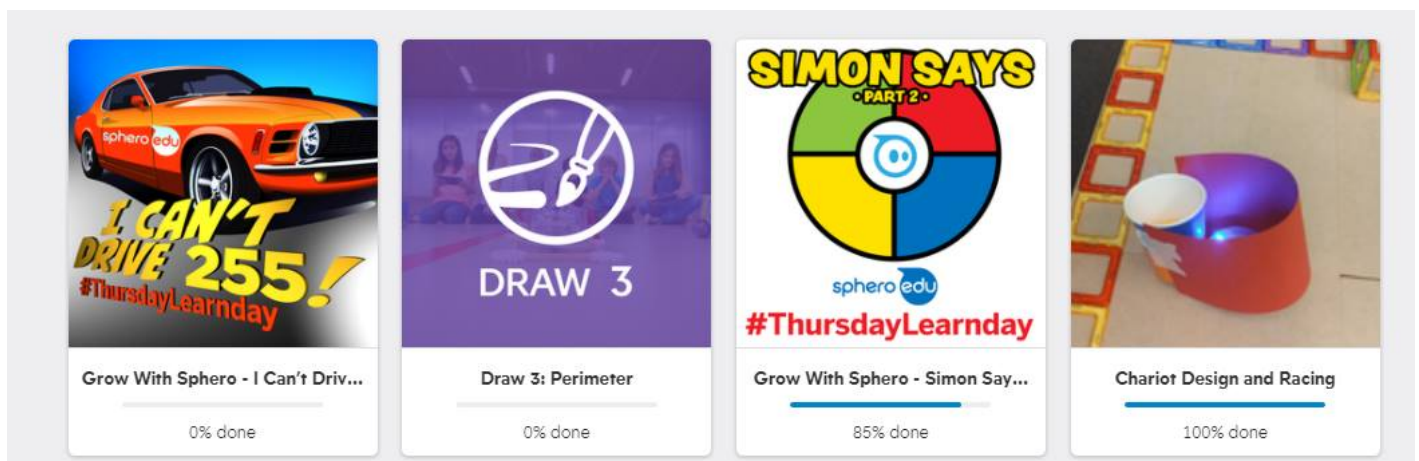 sphero edu
I CAN'T
DRIVE 255!
#ThursdayLearnday
Grow With Sphero - I Can't Driv...
0% done
DRAW 3
Draw 3: Perimeter
0% done
SIMON SAYS
• PART 2 •
sphero edu
#ThursdayLearnday
Grow With Sphero - Simon Say...
85% done
Chariot Design and Racing
100% done